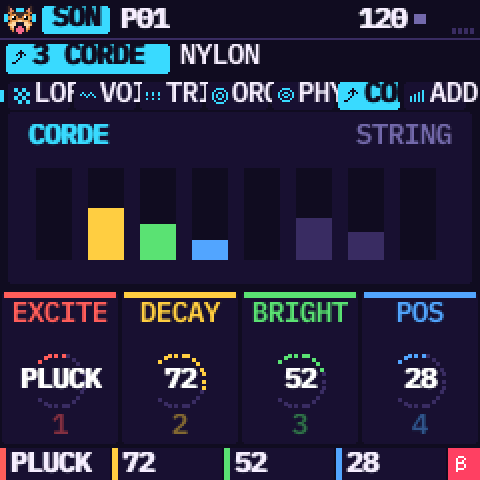 SON P01 120
3 CORDE NYLON
LOF VOI TRI ORG PHY CO ADD
CORDE STRING
EXCITE DECAY BRIGHT POS
PLUCK 72 52 28
1 2 3 4
PLUCK 72 52 28 β